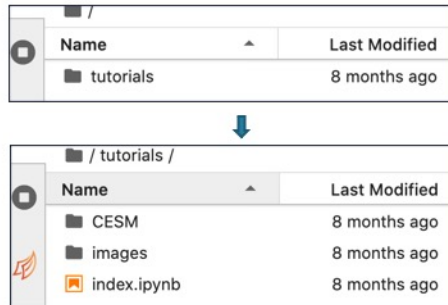 /
Name Last Modified
tutorials 8 months ago
/ tutorials /
Name Last Modified
CESM 8 months ago
images 8 months ago
index.ipynb 8 months ago